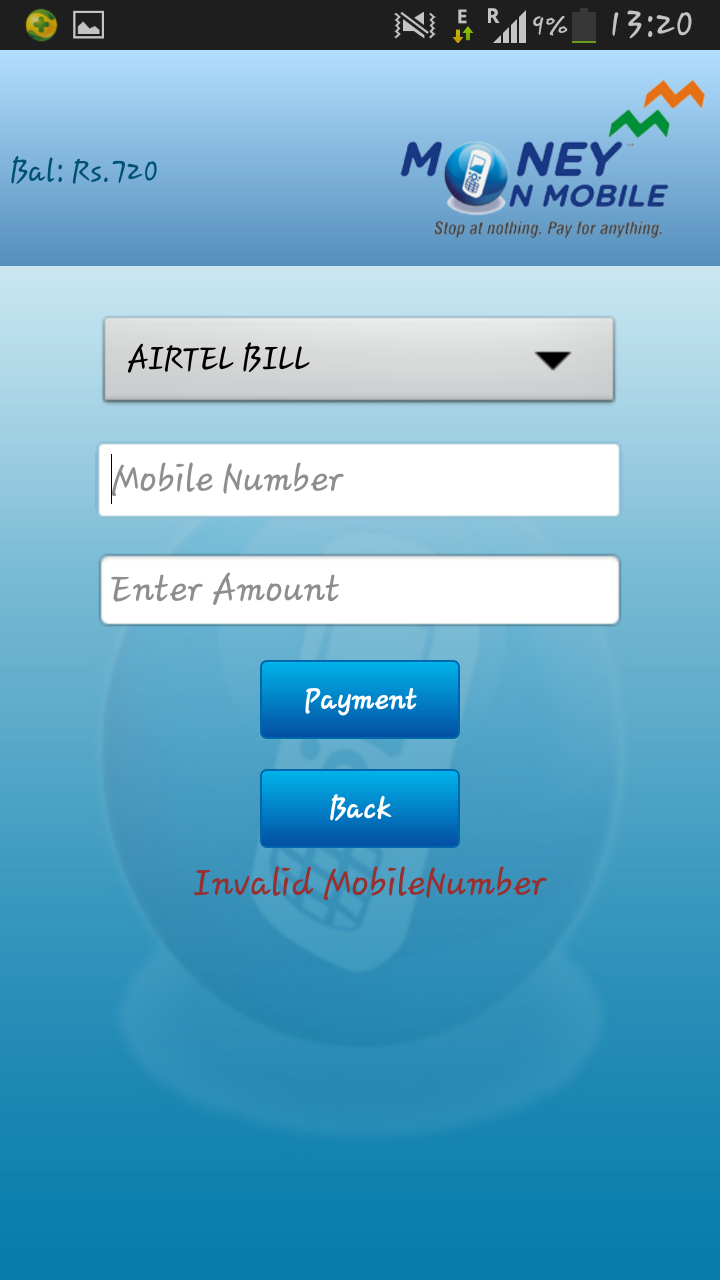 E R 9% 13:20
Bal: Rs.720
MONEY
ON MOBILE
Stop at nothing. Pay for anything.
AIRTEL BILL
Mobile Number
Enter Amount
Payment
Back
Invalid MobileNumber